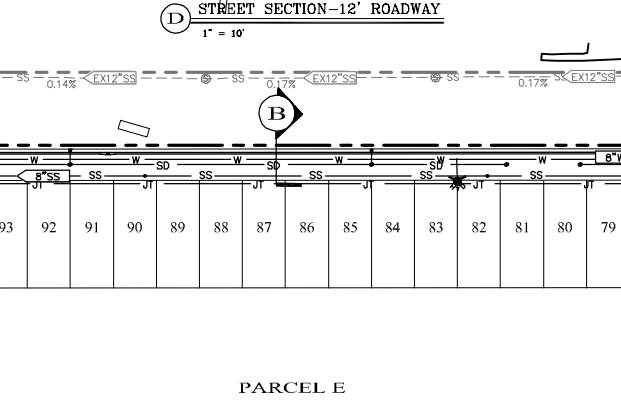 D STREET SECTION-12' ROADWAY
1" = 10'
SS 0.14% EX12"SS SS 0.17% EX12"SS SS 0.17% SS EX12"SS
B
W W W W W W 8"W
SD SD SD
8"SS SS SS SS SS SS
JT JT JT JT JT
93 92 91 90 89 88 87 86 85 84 83 82 81 80 79
PARCEL E